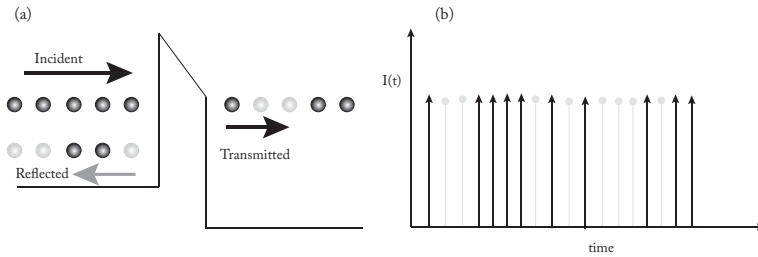 (a)
Incident
Transmitted
Reflected
(b)
I(t)
time